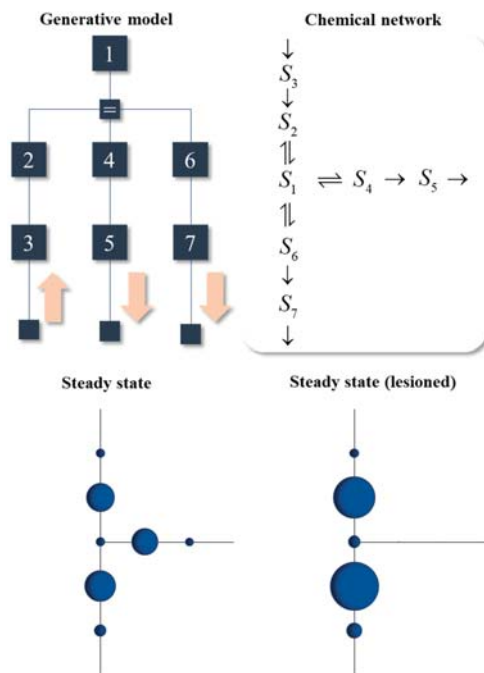 Generative model
1
=
2 4 6
3 5 7
Chemical network
↓
S₃
↓
S₂
⥮
S₁ ⇌ S₄ → S₅ →
⥮
S₆
↓
S₇
↓
Steady state
Steady state (lesioned)